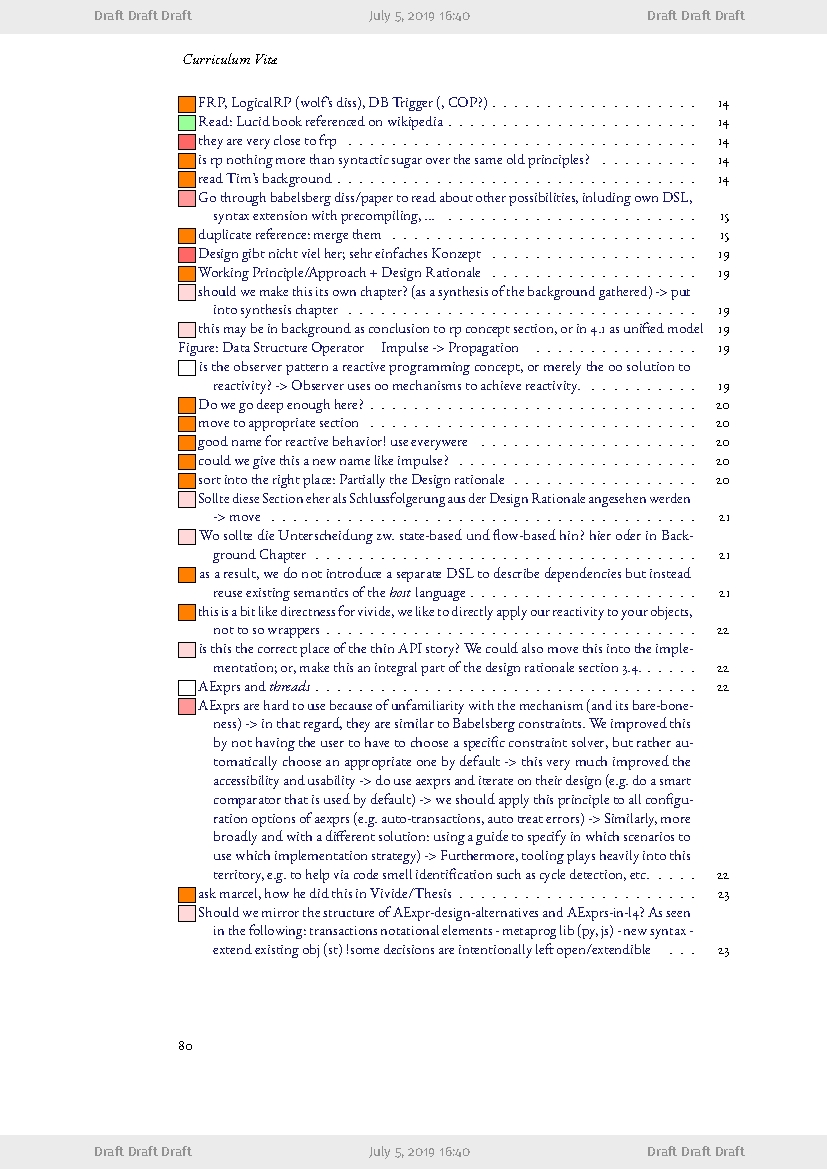 Draft Draft Draft July 5, 2019 16:40 Draft Draft Draft
Curriculum Vitæ
FRP, LogicalRP (wolf's diss), DB Trigger (, COP?) . . . . . . . . . . . . . . . . . . . 14
Read: Lucid book referenced on wikipedia . . . . . . . . . . . . . . . . . . . . . . . 14
they are very close to frp . . . . . . . . . . . . . . . . . . . . . . . . . . . . . . . . 14
is rp nothing more than syntactic sugar over the same old principles? . . . . . . . . . 14
read Tim's background . . . . . . . . . . . . . . . . . . . . . . . . . . . . . . . . . 14
Go through babelsberg diss/paper to read about other possibilities, inluding own DSL,
syntax extension with precompiling, ... . . . . . . . . . . . . . . . . . . . . . . . 15
duplicate reference: merge them . . . . . . . . . . . . . . . . . . . . . . . . . . . . 15
Design gibt nicht viel her; sehr einfaches Konzept . . . . . . . . . . . . . . . . . . . 19
Working Principle/Approach + Design Rationale . . . . . . . . . . . . . . . . . . . 19
should we make this its own chapter? (as a synthesis of the background gathered) -> put
into synthesis chapter . . . . . . . . . . . . . . . . . . . . . . . . . . . . . . . . 19
this may be in background as conclusion to rp concept section, or in 4.1 as unified model 19
Figure: Data Structure Operator Impulse -> Propagation . . . . . . . . . . . . . . . 19
is the observer pattern a reactive programming concept, or merely the oo solution to
reactivity? -> Observer uses oo mechanisms to achieve reactivity. . . . . . . . . . . 19
Do we go deep enough here? . . . . . . . . . . . . . . . . . . . . . . . . . . . . . . 20
move to appropriate section . . . . . . . . . . . . . . . . . . . . . . . . . . . . . . 20
good name for reactive behavior! use everywere . . . . . . . . . . . . . . . . . . . . 20
could we give this a new name like impulse? . . . . . . . . . . . . . . . . . . . . . . 20
sort into the right place: Partially the Design rationale . . . . . . . . . . . . . . . . . 20
Sollte diese Section eher als Schlussfolgerung aus der Design Rationale angesehen werden
-> move . . . . . . . . . . . . . . . . . . . . . . . . . . . . . . . . . . . . . . . 21
Wo sollte die Unterscheidung zw. state-based und flow-based hin? hier oder in Back-
ground Chapter . . . . . . . . . . . . . . . . . . . . . . . . . . . . . . . . . . . 21
as a result, we do not introduce a separate DSL to describe dependencies but instead
reuse existing semantics of the host language . . . . . . . . . . . . . . . . . . . . . 21
this is a bit like directness for vivide, we like to directly apply our reactivity to your objects,
not to so wrappers . . . . . . . . . . . . . . . . . . . . . . . . . . . . . . . . . . 22
is this the correct place of the thin API story? We could also move this into the imple-
mentation; or, make this an integral part of the design rationale section 3.4. . . . . . 22
AExprs and threads . . . . . . . . . . . . . . . . . . . . . . . . . . . . . . . . . . . 22
AExprs are hard to use because of unfamiliarity with the mechanism (and its bare-bone-
ness) -> in that regard, they are similar to Babelsberg constraints. We improved this
by not having the user to have to choose a specific constraint solver, but rather au-
tomatically choose an appropriate one by default -> this very much improved the
accessibility and usability -> do use aexprs and iterate on their design (e.g. do a smart
comparator that is used by default) -> we should apply this principle to all configu-
ration options of aexprs (e.g. auto-transactions, auto treat errors) -> Similarly, more
broadly and with a different solution: using a guide to specify in which scenarios to
use which implementation strategy) -> Furthermore, tooling plays heavily into this
territory, e.g. to help via code smell identification such as cycle detection, etc. . . . . 22
ask marcel, how he did this in Vivide/Thesis . . . . . . . . . . . . . . . . . . . . . . 23
Should we mirror the structure of AExpr-design-alternatives and AExprs-in-l4? As seen
in the following: transactions notational elements - metaprog lib (py, js) - new syntax -
extend existing obj (st) !some decisions are intentionally left open/extendible . . . 23
80
Draft Draft Draft July 5, 2019 16:40 Draft Draft Draft